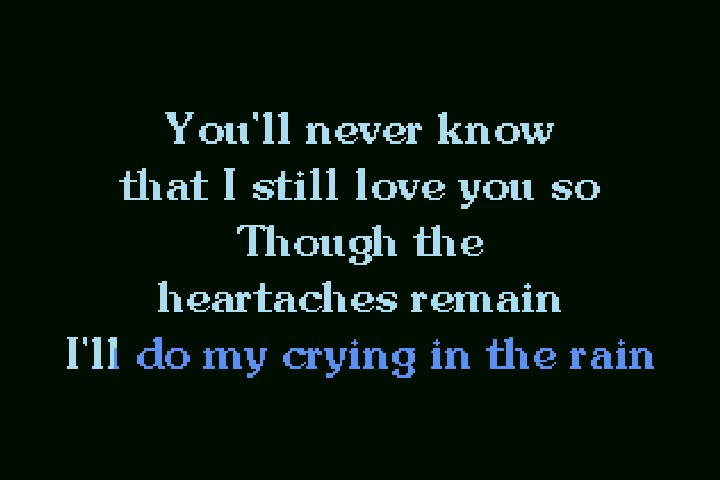 You'll never know
that I still love you so
Though the
heartaches remain
I'll do my crying in the rain